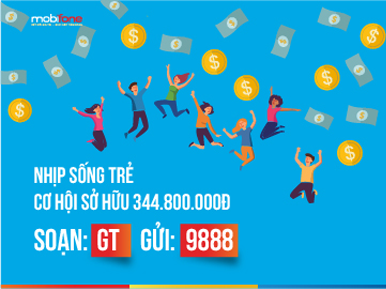 mobifone
NHỊP SỐNG TRẺ
CƠ HỘI SỞ HỮU 344.800.000Đ
SOẠN: GT GỬI: 9888